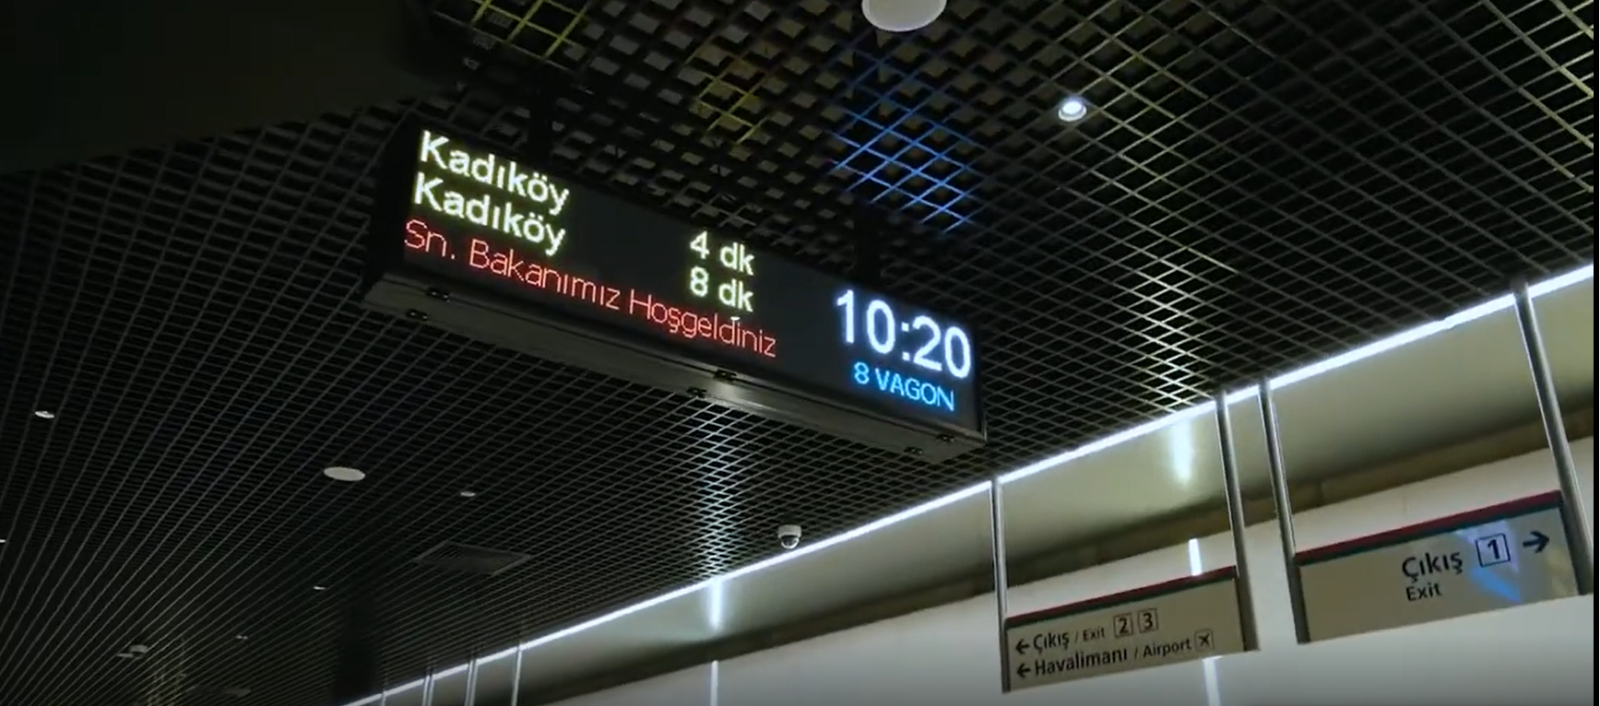 Kadıköy 4 dk
Kadıköy 8 dk
Sn. Bakanımız Hoşgeldiniz
10:20
8 VAGON
Çıkış 1 →
Exit
← Çıkış / Exit 2 3
← Havalimanı / Airport